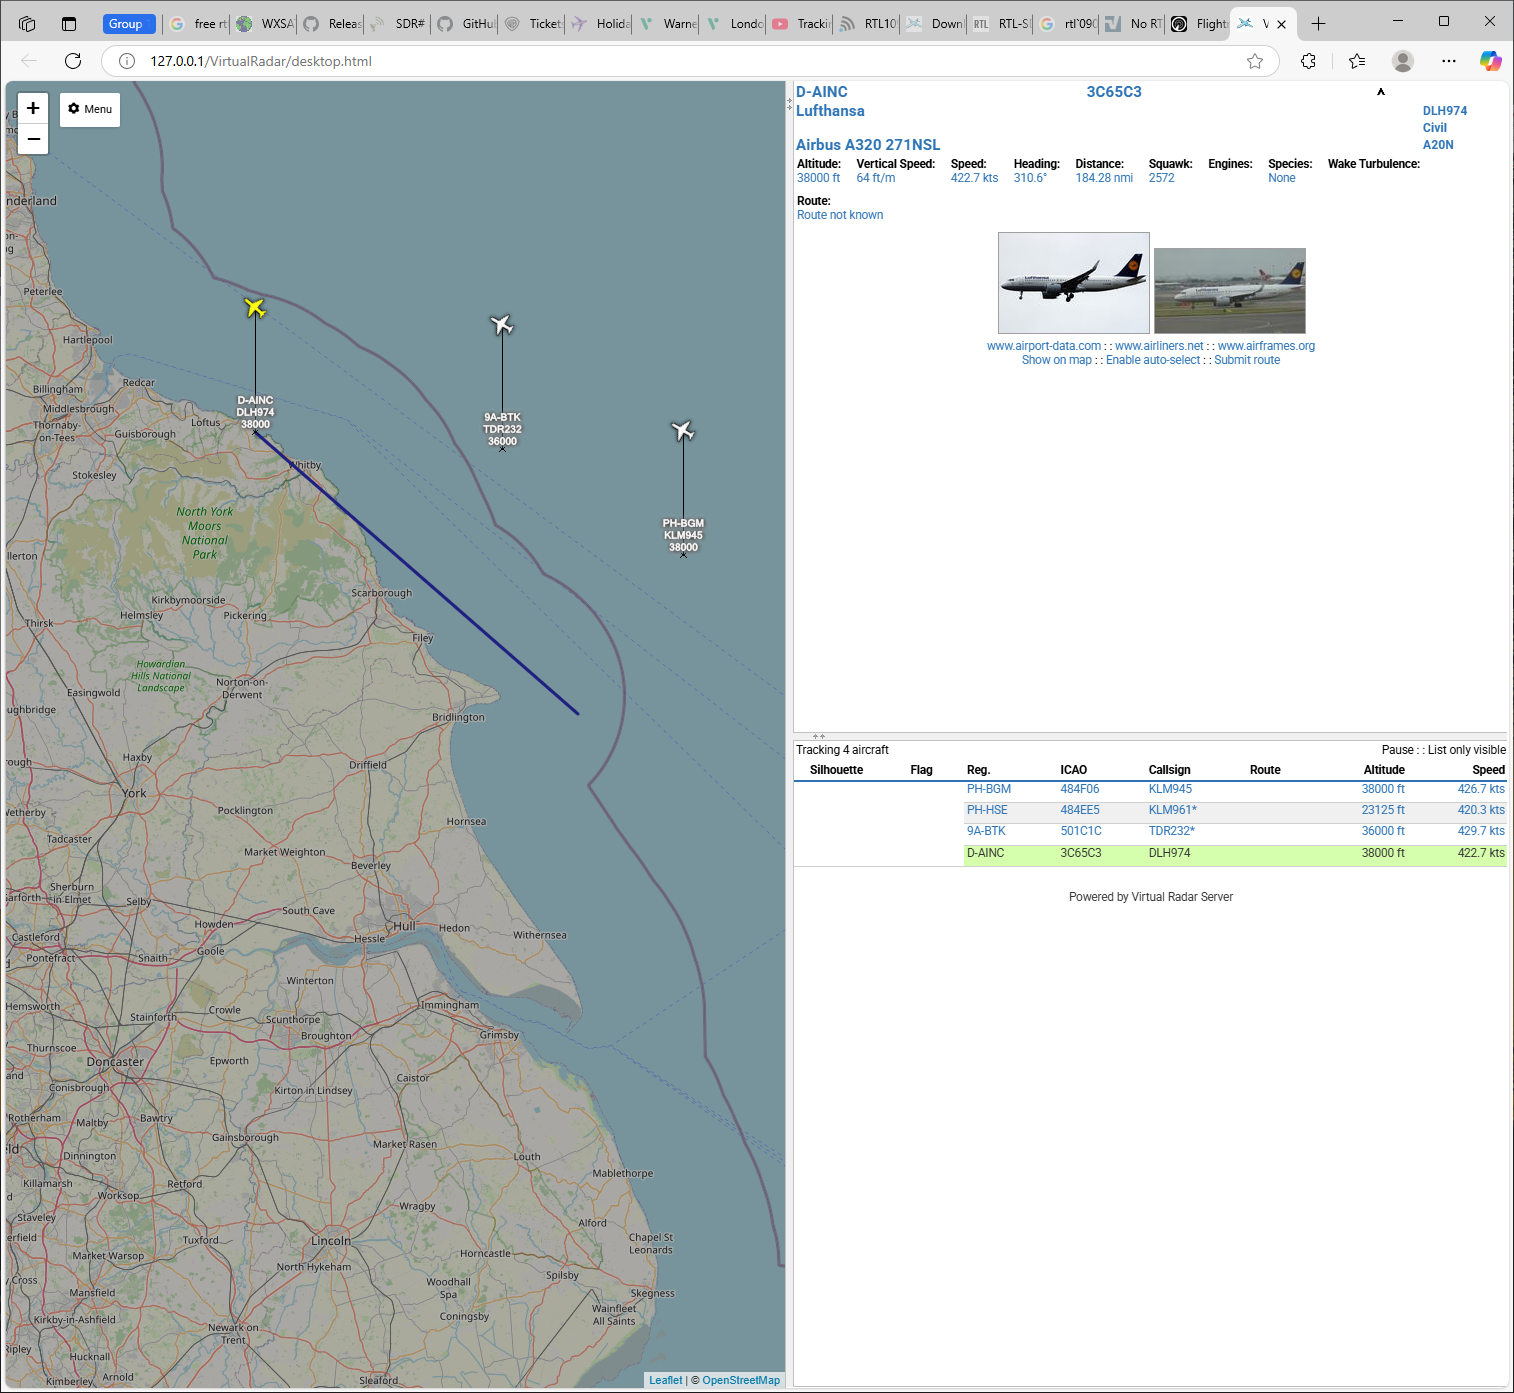 Group
free rt
WXSA
Releas
SDR#
GitHu
Ticket
Holida
Warne
Londo
Trackin
RTL10
Down
RTL-S
rtl`090
No RT
Flight
V
127.0.0.1/VirtualRadar/desktop.html
+
−
Menu
nderland
Peterlee
Hartlepool
Billingham
Redcar
Middlesbrough
Thornaby-
on-Tees
Loftus
Guisborough
Stokesley
Whitby
D-AINC
DLH974
38000
9A-BTK
TDR232
36000
PH-BGM
KLM945
38000
North York
Moors
National
Park
llerton
Scarborough
Kirkbymoorside
Helmsley
Pickering
Thirsk
Filey
Howardian
Hills National
Landscape
Norton-on-
Derwent
Easingwold
ughbridge
Bridlington
Haxby
rough
Driffield
York
Pocklington
Wetherby
Hornsea
Tadcaster
Market Weighton
Beverley
Sherburn
in Elmet
arforth
Selby
South Cave
Howden
Hull
Hedon
Withernsea
Castleford
Hessle
Pontefract
Snaith
Goole
Hemsworth
Winterton
Immingham
Crowle
Stainforth
Scunthorpe
Broughton
Grimsby
Thurnscoe
Doncaster
Epworth
and
Caistor
Conisbrough
Kirton in Lindsey
Rotherham
Bawtry
Maltby
Gainsborough
Market Rasen
Dinnington
Louth
Killamarsh
Retford
Mablethorpe
Worksop
Staveley
Wragby
Alford
erfield
Tuxford
Lincoln
Chapel St
Leonards
Market Warsop
Horncastle
North Hykeham
Spilsby
y Cross
Woodhall
Spa
Mansfield
Skegness
Kirkby-in-Ashfield
Coningsby
Wainfleet
All Saints
Newark on
Trent
Ripley
Hucknall
Kimberley
Arnold
Sleaford
Leaflet | © OpenStreetMap
D-AINC 3C65C3
Lufthansa DLH974
Civil
Airbus A320 271NSL A20N
Altitude: Vertical Speed: Speed: Heading: Distance: Squawk: Engines: Species: Wake Turbulence:
38000 ft 64 ft/m 422.7 kts 310.6° 184.28 nmi 2572 None
Route:
Route not known
Lufthansa
www.airport-data.com : : www.airliners.net : : www.airframes.org
Show on map : : Enable auto-select : : Submit route
Tracking 4 aircraft Pause : : List only visible
Silhouette Flag Reg. ICAO Callsign Route Altitude Speed
PH-BGM 484F06 KLM945 38000 ft 426.7 kts
PH-HSE 484EE5 KLM961* 23125 ft 420.3 kts
9A-BTK 501C1C TDR232* 36000 ft 429.7 kts
D-AINC 3C65C3 DLH974 38000 ft 422.7 kts
Powered by Virtual Radar Server